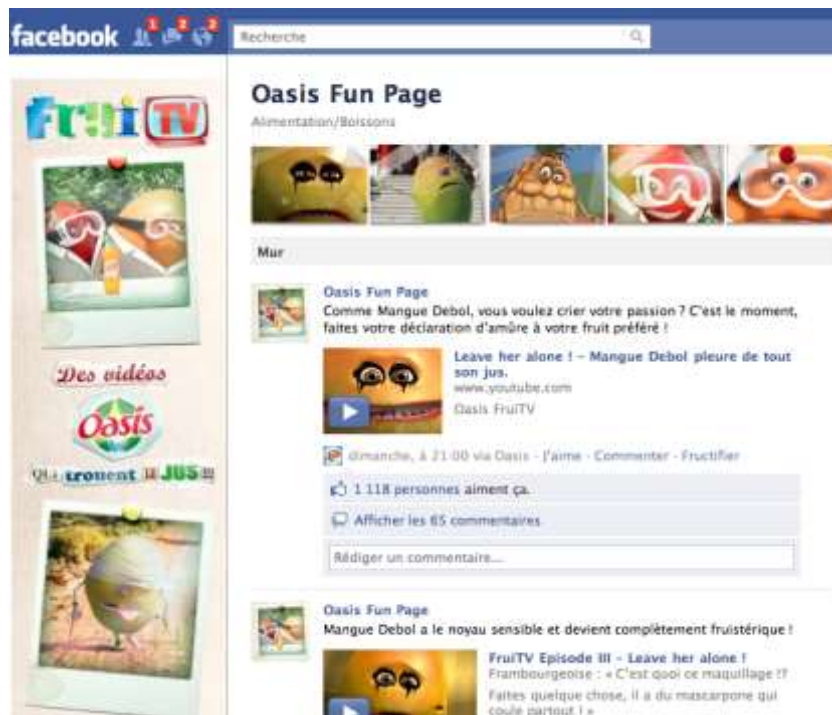 facebook
1 2 2
Recherche
FruiTV
Des vidéos
Oasis
QUI trouent LE JUS !!!
Oasis Fun Page
Alimentation/Boissons
Mur
Oasis Fun Page
Comme Mangue Debol, vous voulez crier votre passion ? C'est le moment,
faites votre déclaration d'amûre à votre fruit préféré !
Leave her alone ! – Mangue Debol pleure de tout
son jus.
www.youtube.com
Oasis FruiTV
dimanche, à 21:00 via Oasis · J'aime · Commenter · Fructifier
1 118 personnes aiment ça.
Afficher les 65 commentaires
Rédiger un commentaire...
Oasis Fun Page
Mangue Debol a le noyau sensible et devient complètement fruistérique !
FruiTV Episode III – Leave her alone !
Frambourgeoise : « C'est quoi ce maquillage !?
Faites quelque chose, il a du mascarpone qui
coule partout ! »